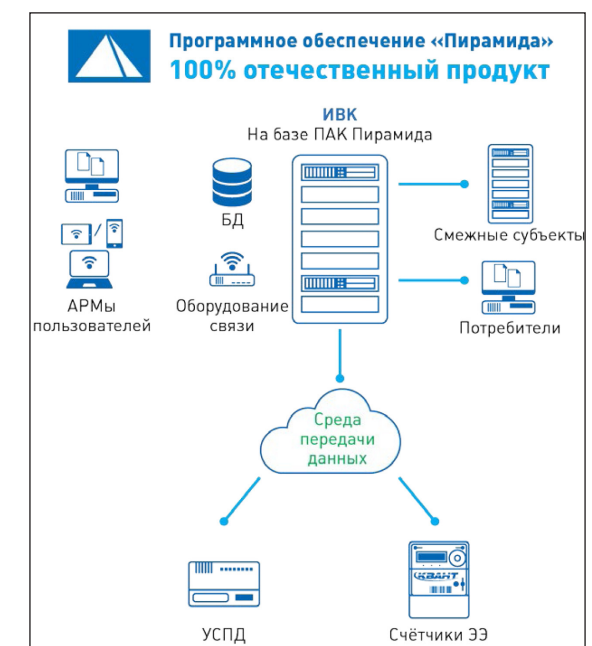 Программное обеспечение «Пирамида»
100% отечественный продукт
ИВК
На базе ПАК Пирамида
БД
Смежные субъекты
АРМы
пользователей
Оборудование
связи
Потребители
Среда
передачи
данных
КВАНТ
УСПД
Счётчики ЭЭ